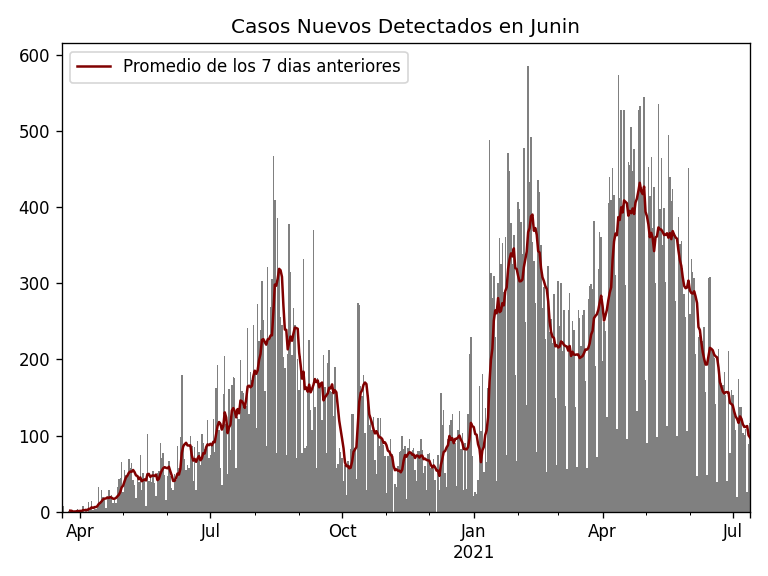 Casos Nuevos Detectados en Junin
Promedio de los 7 dias anteriores
600
500
400
300
200
100
0
Apr Jul Oct Jan Apr Jul
2021